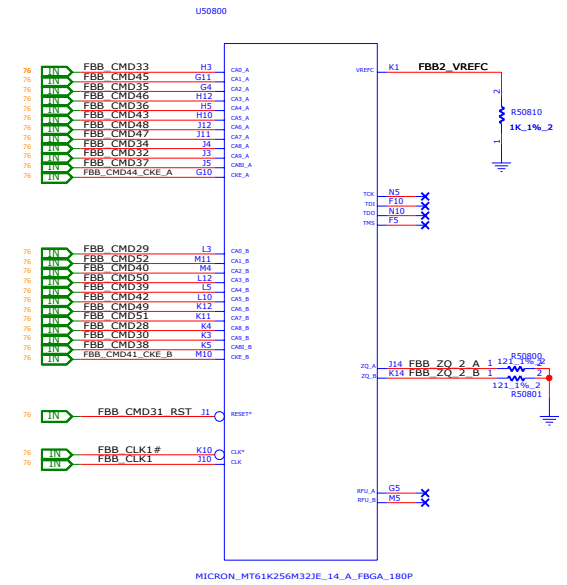 U50800
76 IN FBB_CMD33 H3 CA0_A VREFC K1 FBB2_VREFC
76 IN FBB_CMD45 G11 CA1_A
76 IN FBB_CMD35 G4 CA2_A
76 IN FBB_CMD46 H12 CA3_A
76 IN FBB_CMD36 H5 CA4_A
76 IN FBB_CMD43 H10 CA5_A
76 IN FBB_CMD48 J12 CA6_A
76 IN FBB_CMD47 J11 CA7_A
76 IN FBB_CMD34 J4 CA8_A
76 IN FBB_CMD32 J3 CA9_A
76 IN FBB_CMD37 J5 CABI_A
76 IN FBB_CMD44_CKE_A G10 CKE_A
2
R50810
1K_1%_2
1
TCK N5
TDI F10
TDO N10
TMS F5
76 IN FBB_CMD29 L3 CA0_B
76 IN FBB_CMD52 M11 CA1_B
76 IN FBB_CMD40 M4 CA2_B
76 IN FBB_CMD50 L12 CA3_B
76 IN FBB_CMD39 L5 CA4_B
76 IN FBB_CMD42 L10 CA5_B
76 IN FBB_CMD49 K12 CA6_B
76 IN FBB_CMD51 K11 CA7_B
76 IN FBB_CMD28 K4 CA8_B
76 IN FBB_CMD30 K3 CA9_B
76 IN FBB_CMD38 K5 CABI_B
76 IN FBB_CMD41_CKE_B M10 CKE_B
R50800
ZQ_A J14 FBB_ZQ_2_A 1 121_1%_2 2
ZQ_B K14 FBB_ZQ_2_B 1 2
121_1%_2
R50801
76 IN FBB_CMD31_RST J1 RESET*
76 IN FBB_CLK1# K10 CLK*
76 IN FBB_CLK1 J10 CLK
RFU_A G5
RFU_B M5
MICRON_MT61K256M32JE_14_A_FBGA_180P